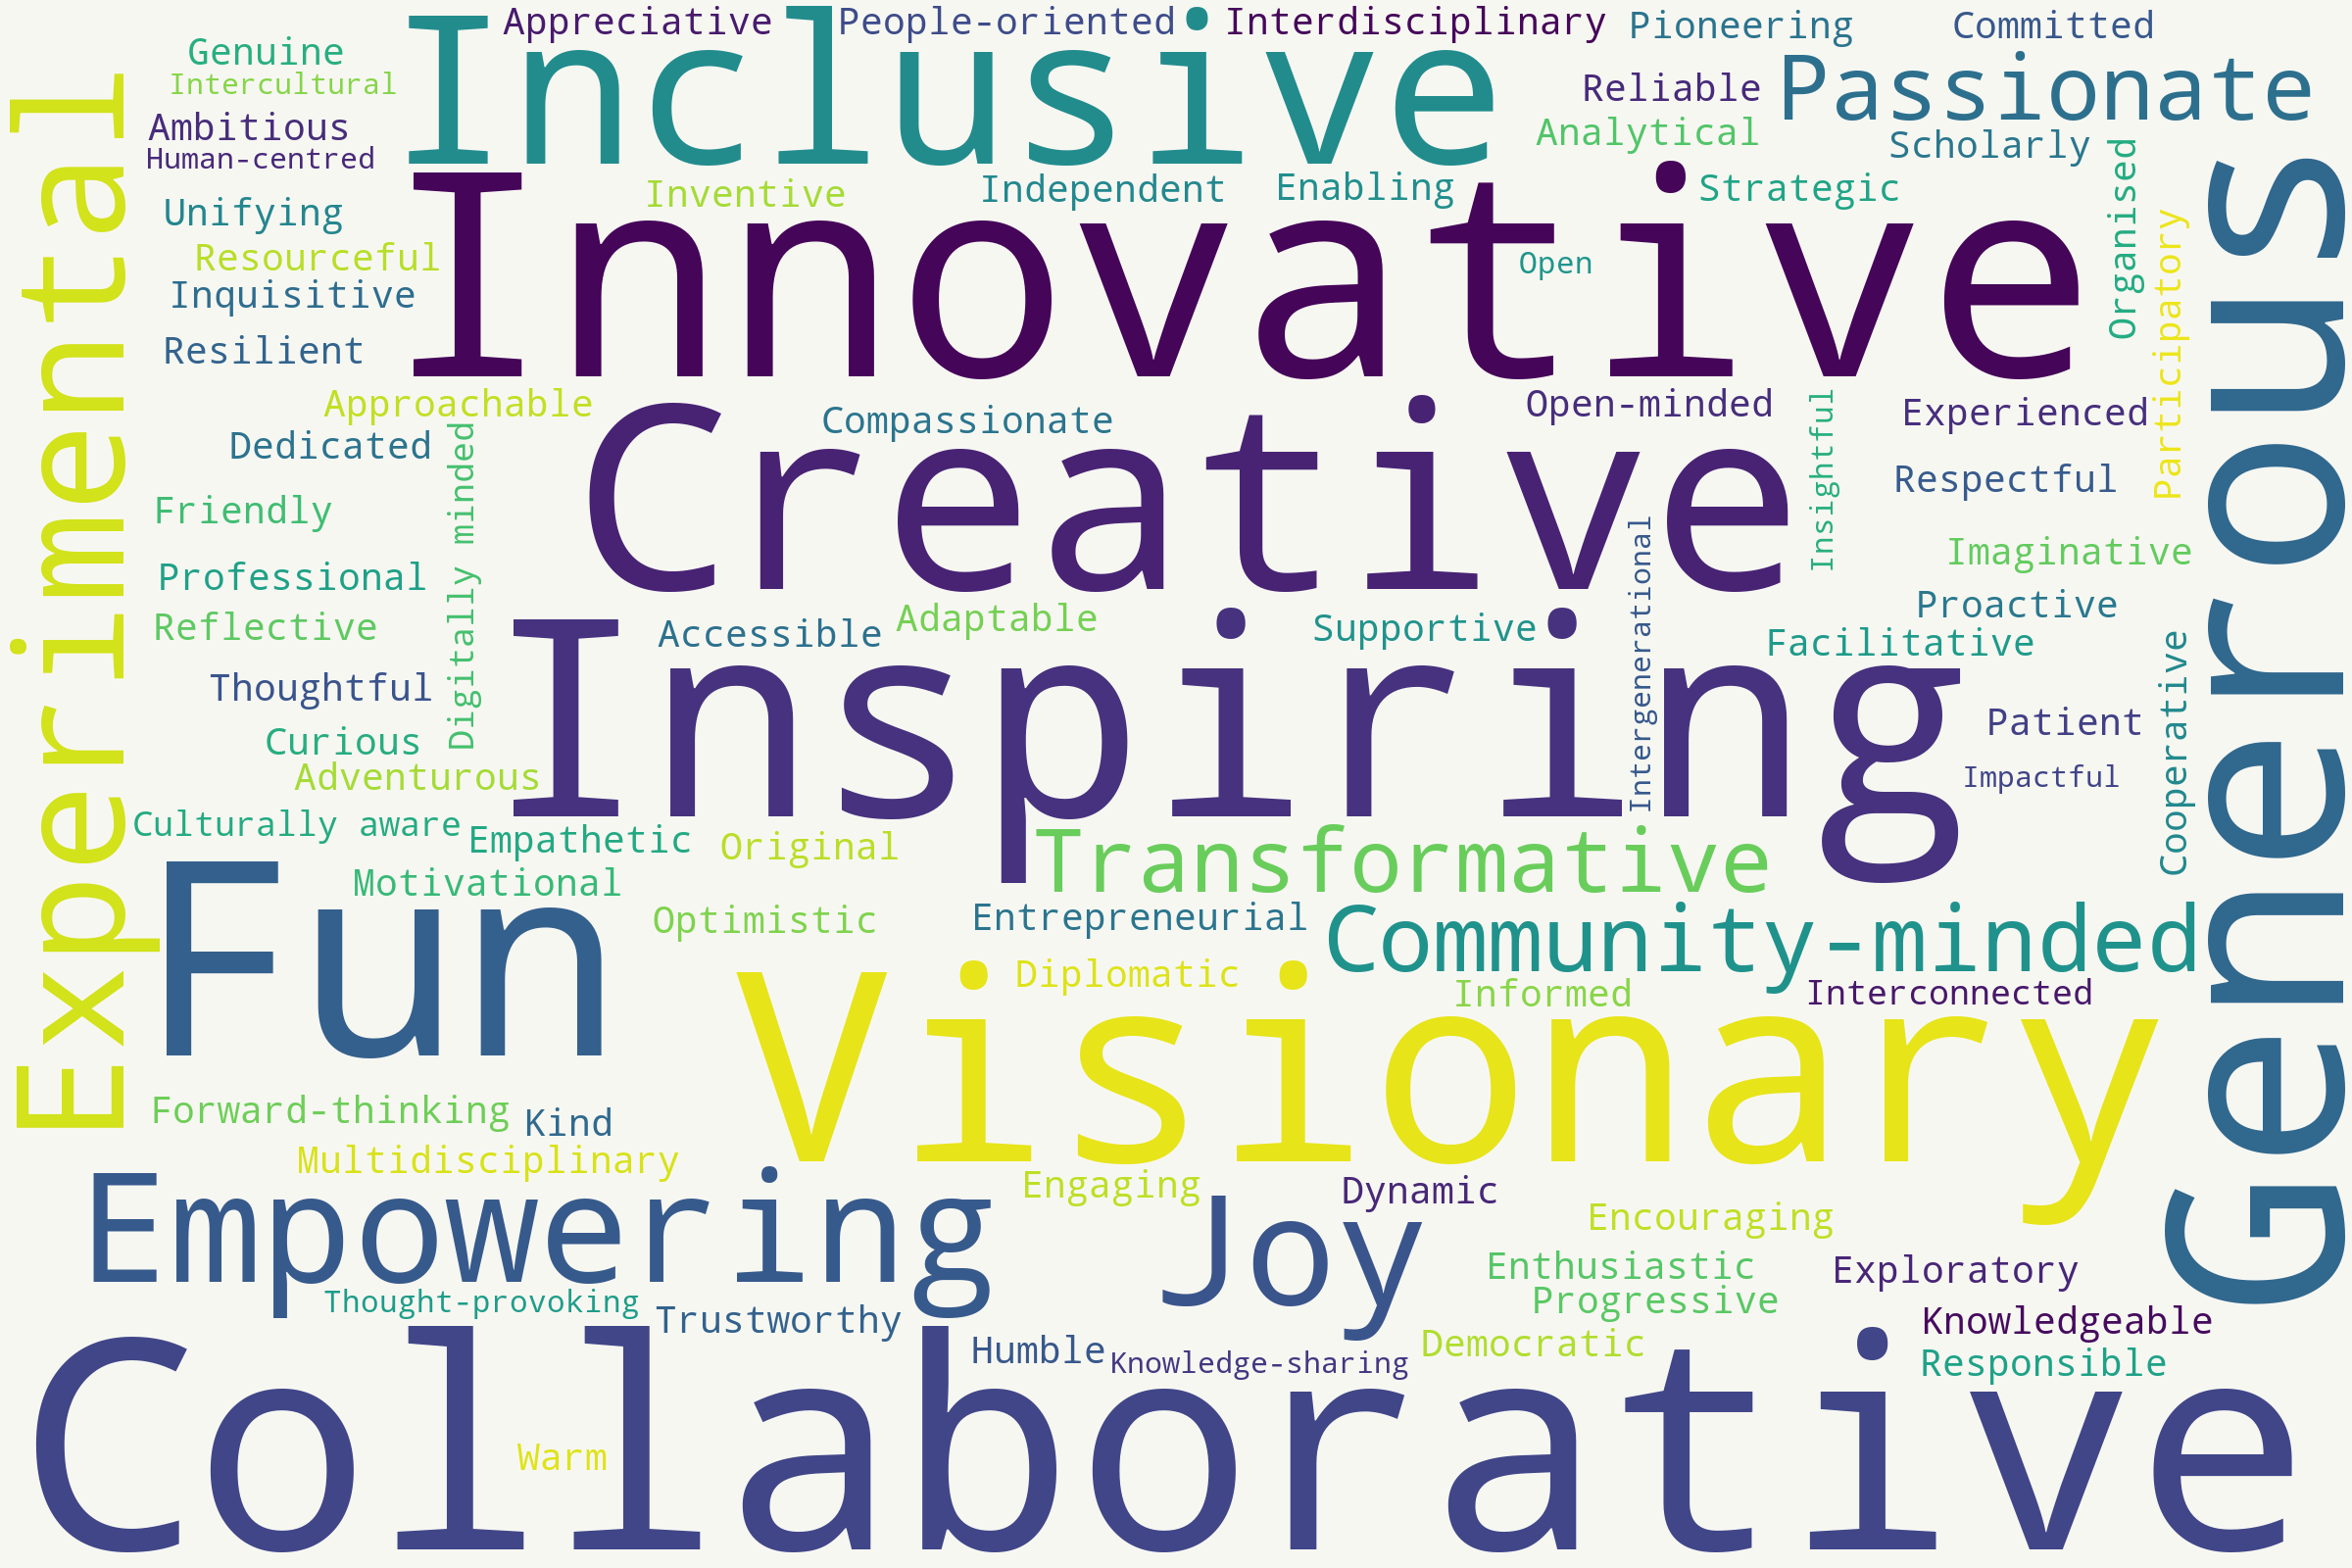 Appreciative
People-oriented
Interdisciplinary
Pioneering
Committed
Genuine
Inclusive
Intercultural
Passionate
Reliable
Ambitious
Analytical
Scholarly
Human-centred
Experimental
Inventive
Independent
Enabling
Strategic
Organised
Unifying
Innovative
Participatory
Generous
Resourceful
Open
Inquisitive
Resilient
Approachable
Compassionate
Open-minded
Experienced
Dedicated
Creative
Insightful
Digitally minded
Respectful
Friendly
Intergenerational
Imaginative
Professional
Accessible
Adaptable
Supportive
Proactive
Reflective
Facilitative
Cooperative
Thoughtful
Inspiring
Patient
Curious
Adventurous
Impactful
Culturally aware
Empathetic
Original
Transformative
Motivational
Fun
Optimistic
Entrepreneurial
Community-minded
Diplomatic
Informed
Interconnected
Visionary
Forward-thinking
Kind
Multidisciplinary
Engaging
Dynamic
Empowering
Joy
Encouraging
Enthusiastic
Exploratory
Thought-provoking
Progressive
Trustworthy
Knowledgeable
Humble
Knowledge-sharing
Democratic
Responsible
Collaborative
Warm